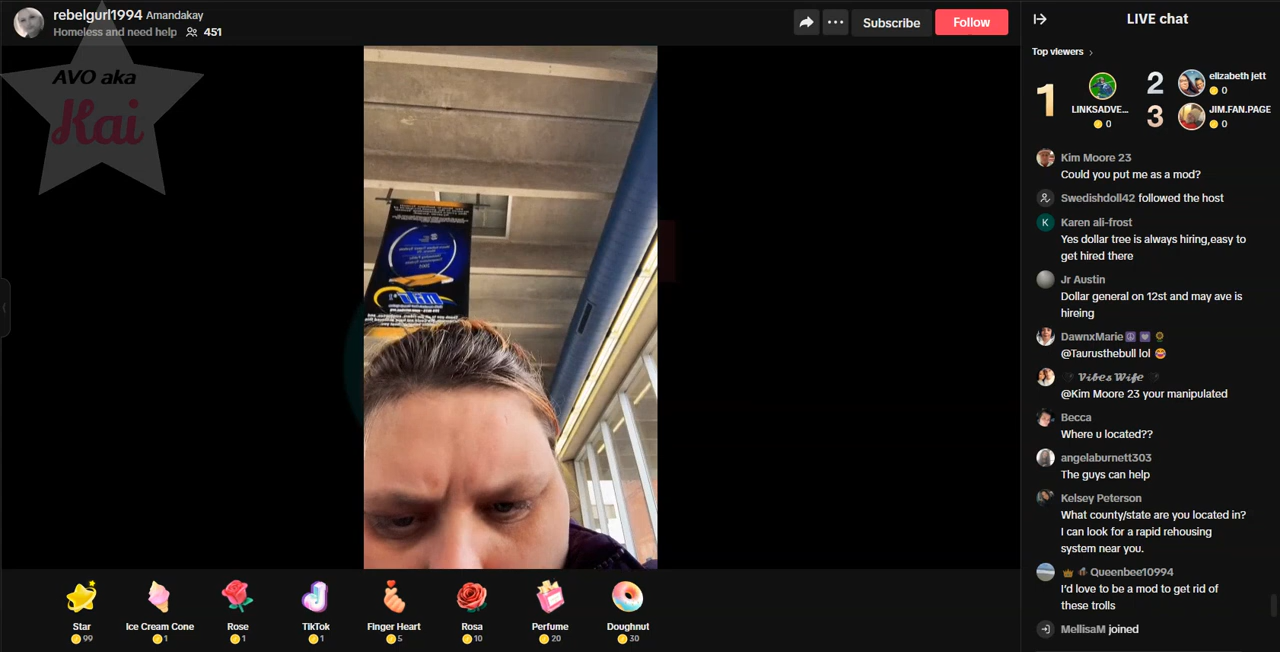 rebelgurl1994 Amandakay
Homeless and need help 451
AVO aka
Kai
Subscribe
Follow
LIVE chat
Top viewers
1
LINKSADVE...
0
2
elizabeth jett
0
3
JIM.FAN.PAGE
0
Kim Moore 23
Could you put me as a mod?
Swedishdoll42 followed the host
K
Karen ali-frost
Yes dollar tree is always hiring,easy to
get hired there
Jr Austin
Dollar general on 12st and may ave is
hireing
DawnxMarie
@Taurusthebull lol 🤩
𝓥𝓲𝓫𝓮𝓼 𝓦𝓲𝓯𝓮
@Kim Moore 23 your manipulated
Becca
Where u located??
angelaburnett303
The guys can help
Kelsey Peterson
What county/state are you located in?
I can look for a rapid rehousing
system near you.
Queenbee10994
I'd love to be a mod to get rid of
these trolls
MellisaM joined
Star
99
Ice Cream Cone
1
Rose
1
TikTok
1
Finger Heart
5
Rosa
10
Perfume
20
Doughnut
30